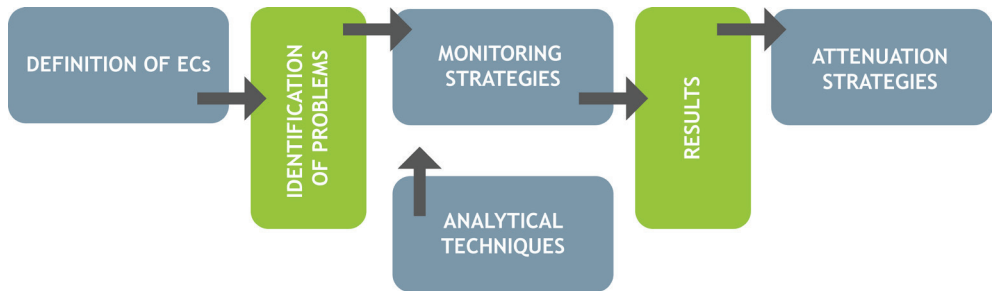 DEFINITION OF ECs
IDENTIFICATION
OF PROBLEMS
MONITORING
STRATEGIES
ANALYTICAL
TECHNIQUES
RESULTS
ATTENUATION
STRATEGIES